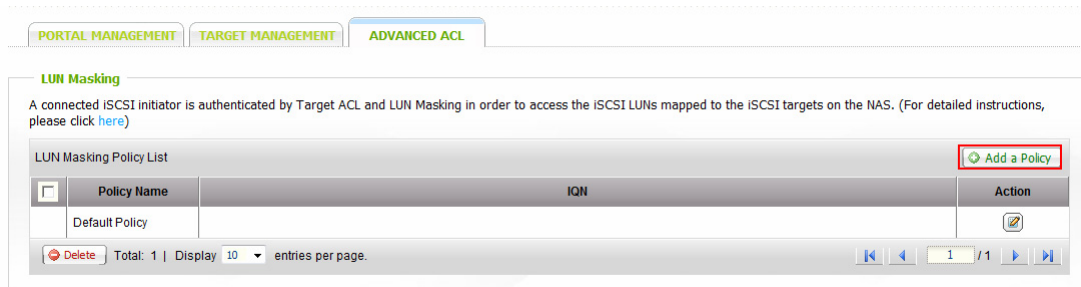 PORTAL MANAGEMENT TARGET MANAGEMENT ADVANCED ACL
LUN Masking
A connected iSCSI initiator is authenticated by Target ACL and LUN Masking in order to access the iSCSI LUNs mapped to the iSCSI targets on the NAS. (For detailed instructions,
please click here)
LUN Masking Policy List Add a Policy
Policy Name IQN Action
Default Policy
Delete Total: 1 | Display 10 entries per page. 1 / 1